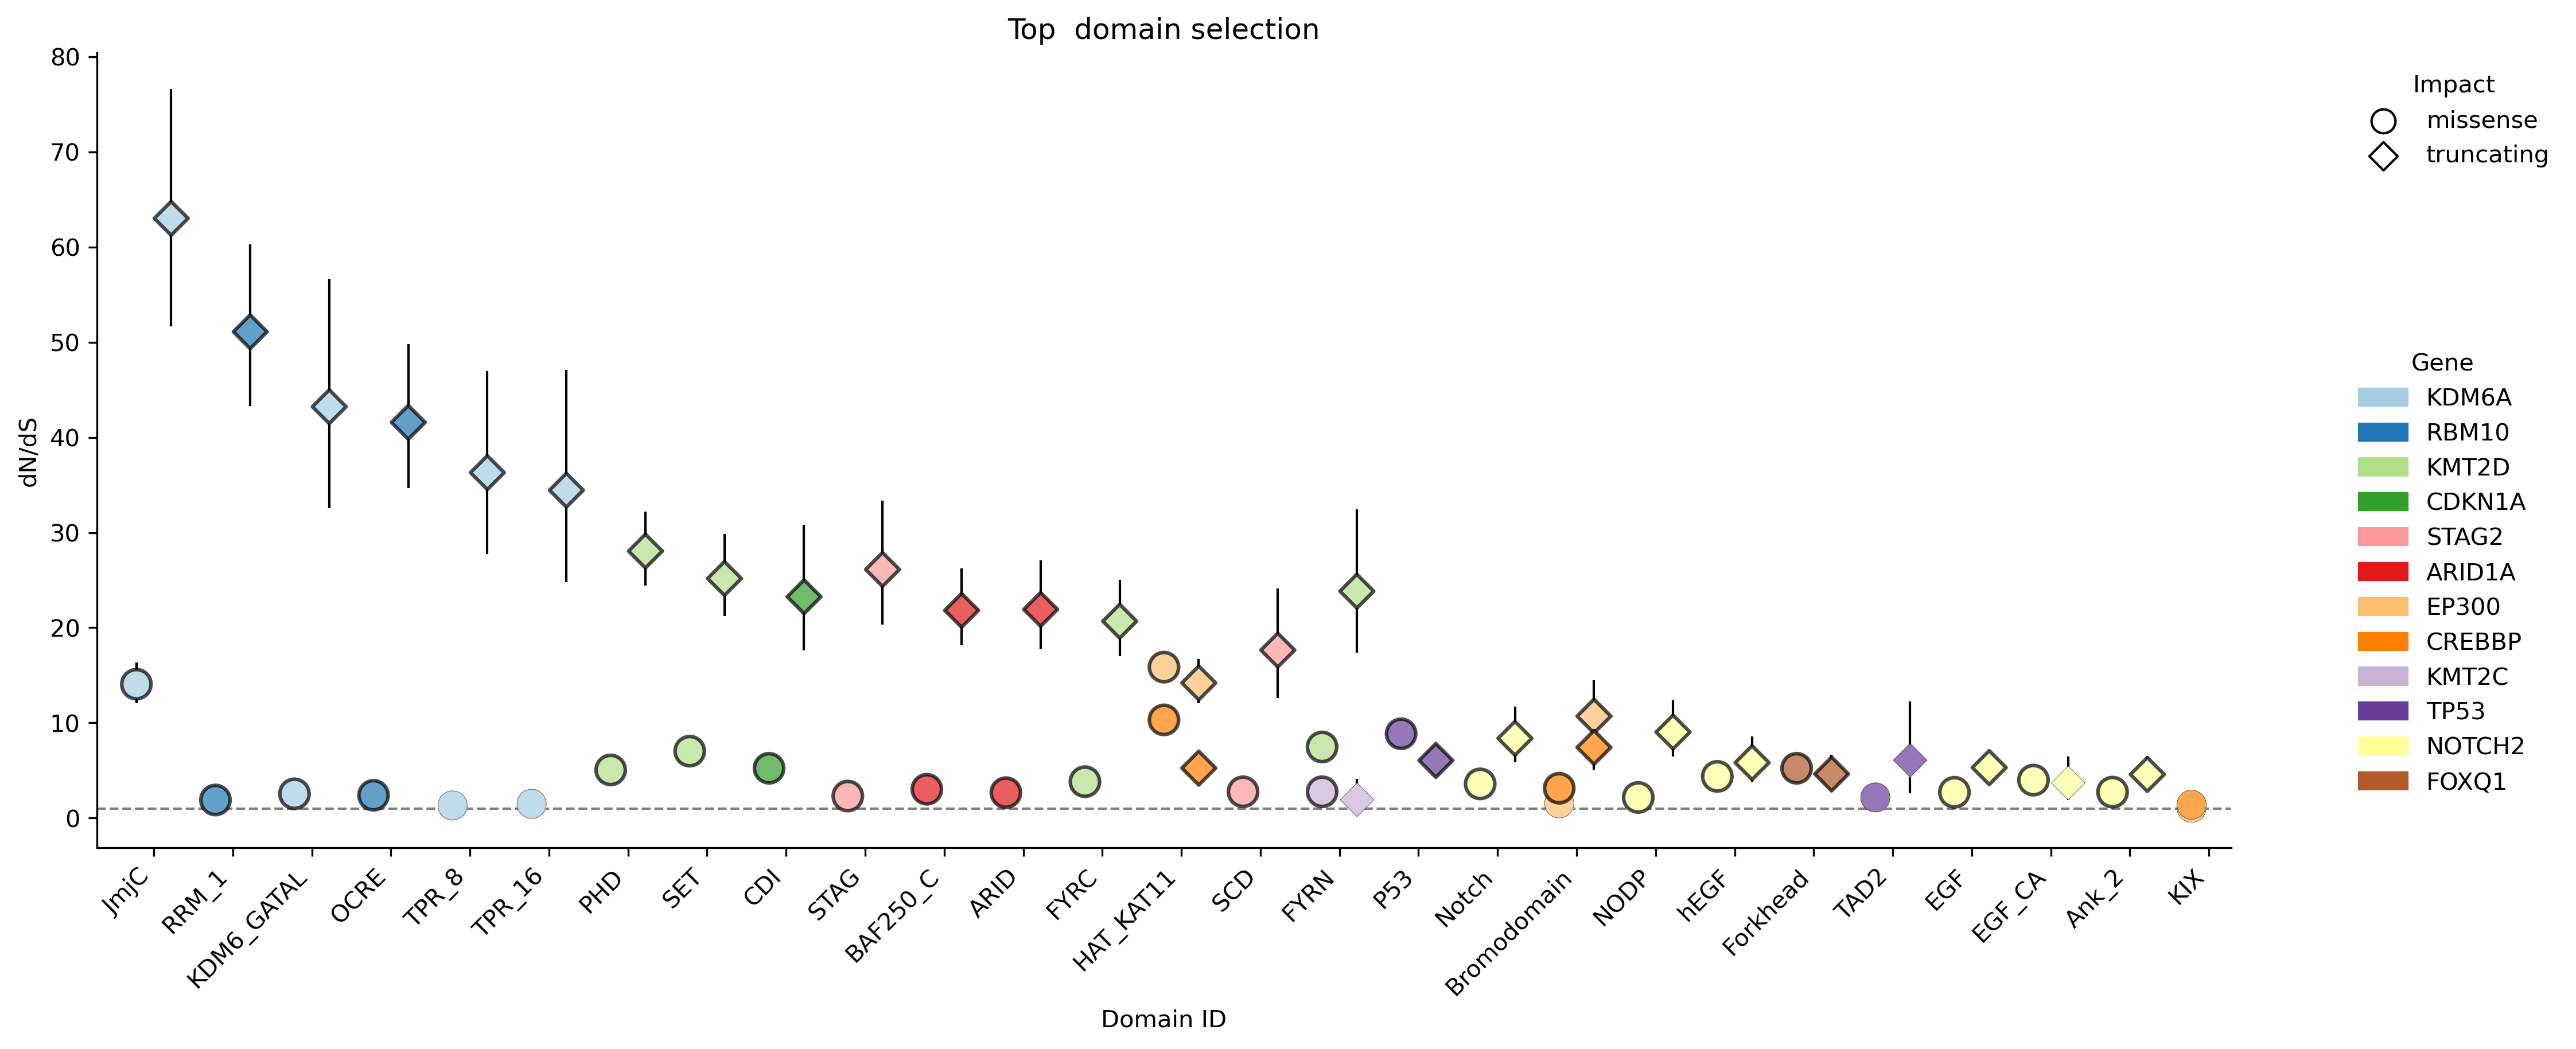 Top  domain selection
80
70
60
50
40
30
20
10
0
dN/dS
JmjC
RRM_1
KDM6_GATAL
OCRE
TPR_8
TPR_16
PHD
SET
CDI
STAG
BAF250_C
ARID
FYRC
HAT_KAT11
SCD
FYRN
P53
Notch
Bromodomain
NODP
hEGF
Forkhead
TAD2
EGF
EGF_CA
Ank_2
KIX
Domain ID
Impact
missense
truncating
Gene
KDM6A
RBM10
KMT2D
CDKN1A
STAG2
ARID1A
EP300
CREBBP
KMT2C
TP53
NOTCH2
FOXQ1